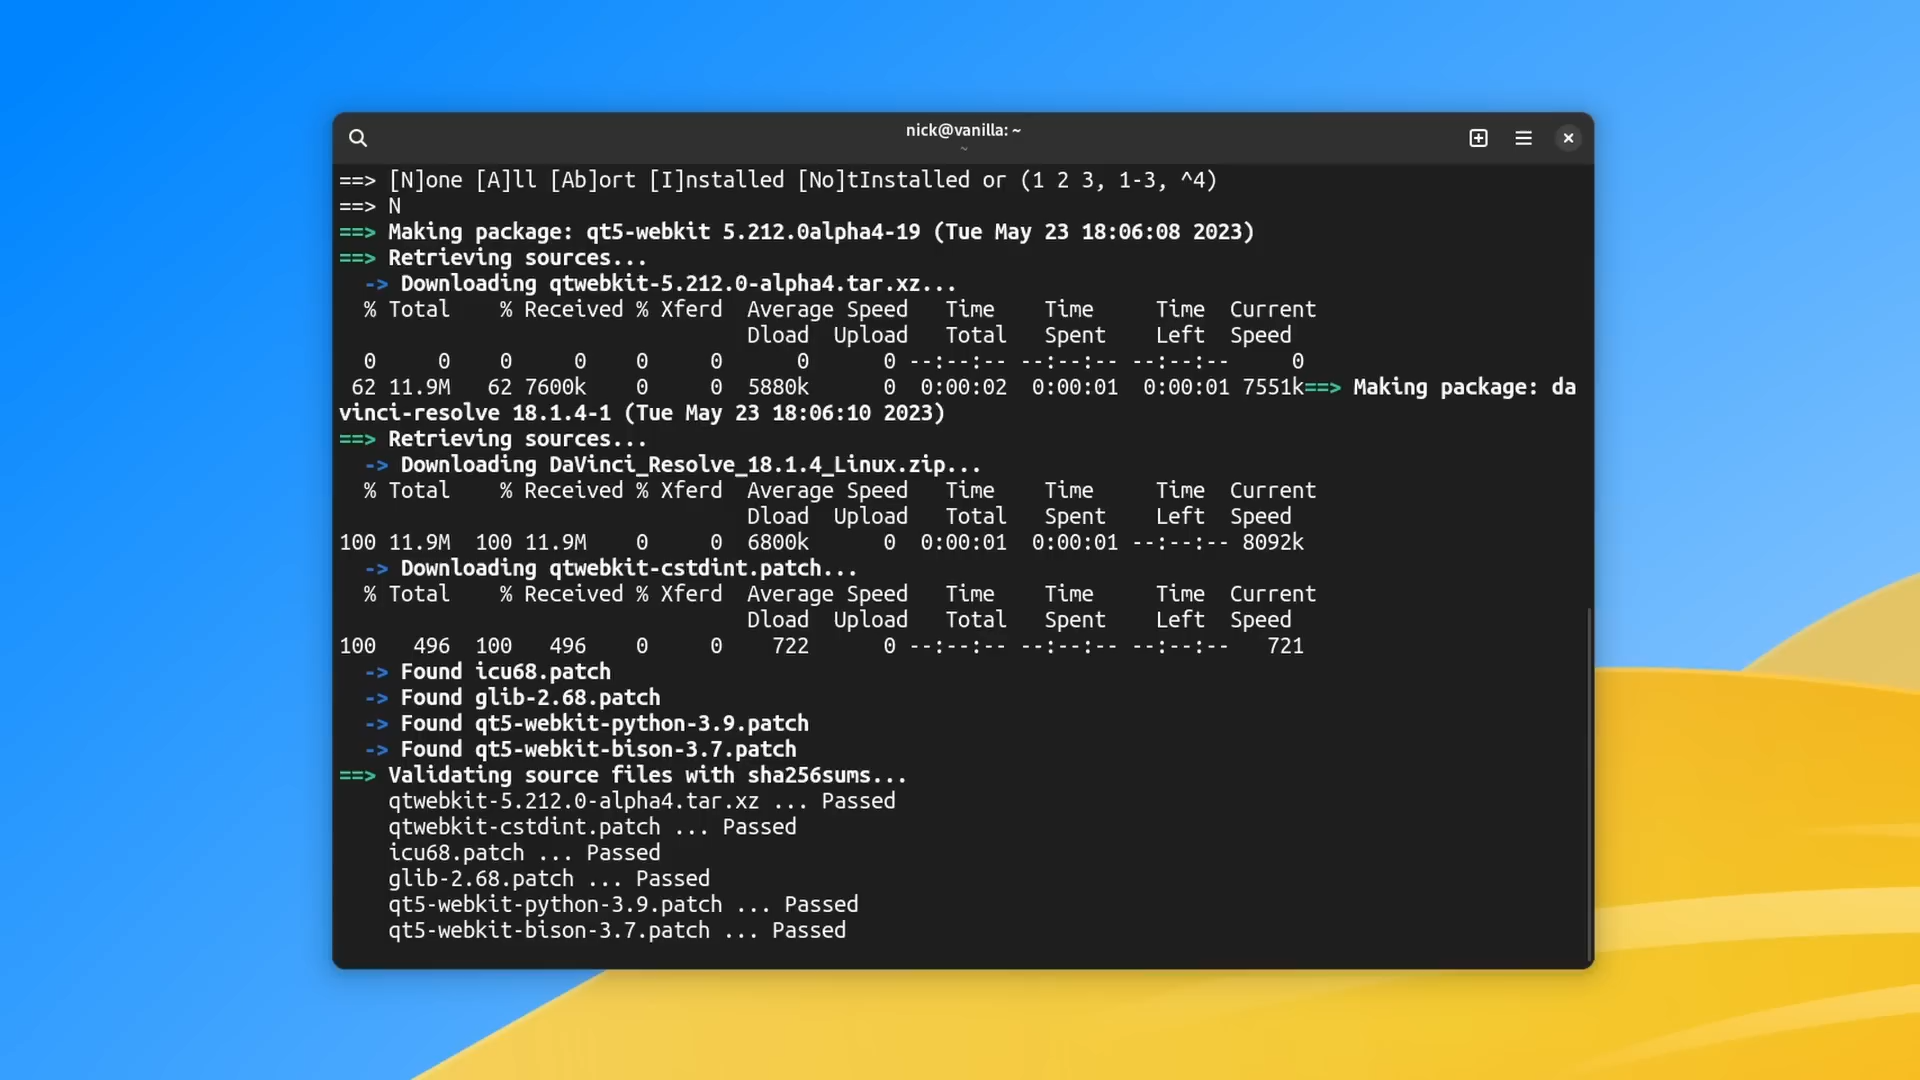 nick@vanilla: ~
~
==> [N]one [A]ll [Ab]ort [I]nstalled [No]tInstalled or (1 2 3, 1-3, ^4)
==> N
==> Making package: qt5-webkit 5.212.0alpha4-19 (Tue May 23 18:06:08 2023)
==> Retrieving sources...
  -> Downloading qtwebkit-5.212.0-alpha4.tar.xz...
  % Total    % Received % Xferd  Average Speed   Time    Time     Time  Current
                                 Dload  Upload   Total   Spent    Left  Speed
  0     0    0     0    0     0      0      0 --:--:-- --:--:-- --:--:--     0
 62 11.9M   62 7600k    0     0  5880k      0  0:00:02  0:00:01  0:00:01 7551k==> Making package: da
vinci-resolve 18.1.4-1 (Tue May 23 18:06:10 2023)
==> Retrieving sources...
  -> Downloading DaVinci_Resolve_18.1.4_Linux.zip...
  % Total    % Received % Xferd  Average Speed   Time    Time     Time  Current
                                 Dload  Upload   Total   Spent    Left  Speed
100 11.9M  100 11.9M    0     0  6800k      0  0:00:01  0:00:01 --:--:-- 8092k
  -> Downloading qtwebkit-cstdint.patch...
  % Total    % Received % Xferd  Average Speed   Time    Time     Time  Current
                                 Dload  Upload   Total   Spent    Left  Speed
100   496  100   496    0     0    722      0 --:--:-- --:--:-- --:--:--   721
  -> Found icu68.patch
  -> Found glib-2.68.patch
  -> Found qt5-webkit-python-3.9.patch
  -> Found qt5-webkit-bison-3.7.patch
==> Validating source files with sha256sums...
    qtwebkit-5.212.0-alpha4.tar.xz ... Passed
    qtwebkit-cstdint.patch ... Passed
    icu68.patch ... Passed
    glib-2.68.patch ... Passed
    qt5-webkit-python-3.9.patch ... Passed
    qt5-webkit-bison-3.7.patch ... Passed